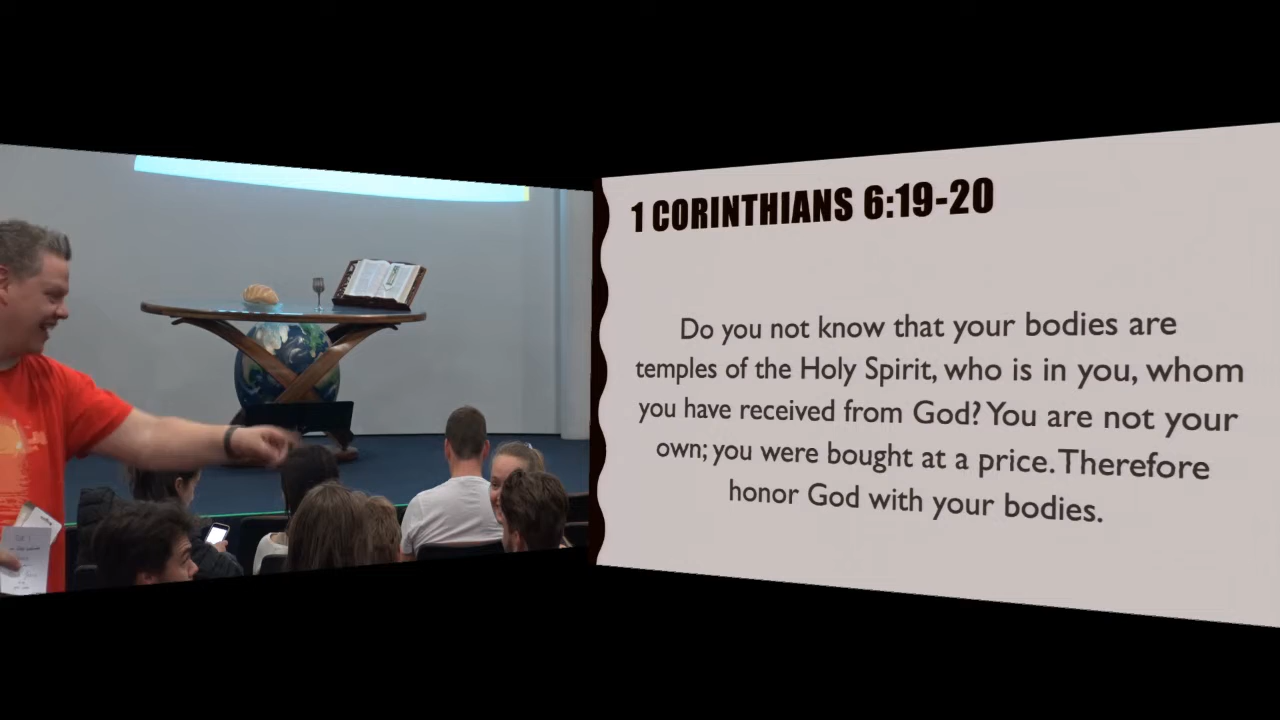 1 CORINTHIANS 6:19-20
Do you not know that your bodies are
temples of the Holy Spirit, who is in you, whom
you have received from God? You are not your
own; you were bought at a price. Therefore
honor God with your bodies.